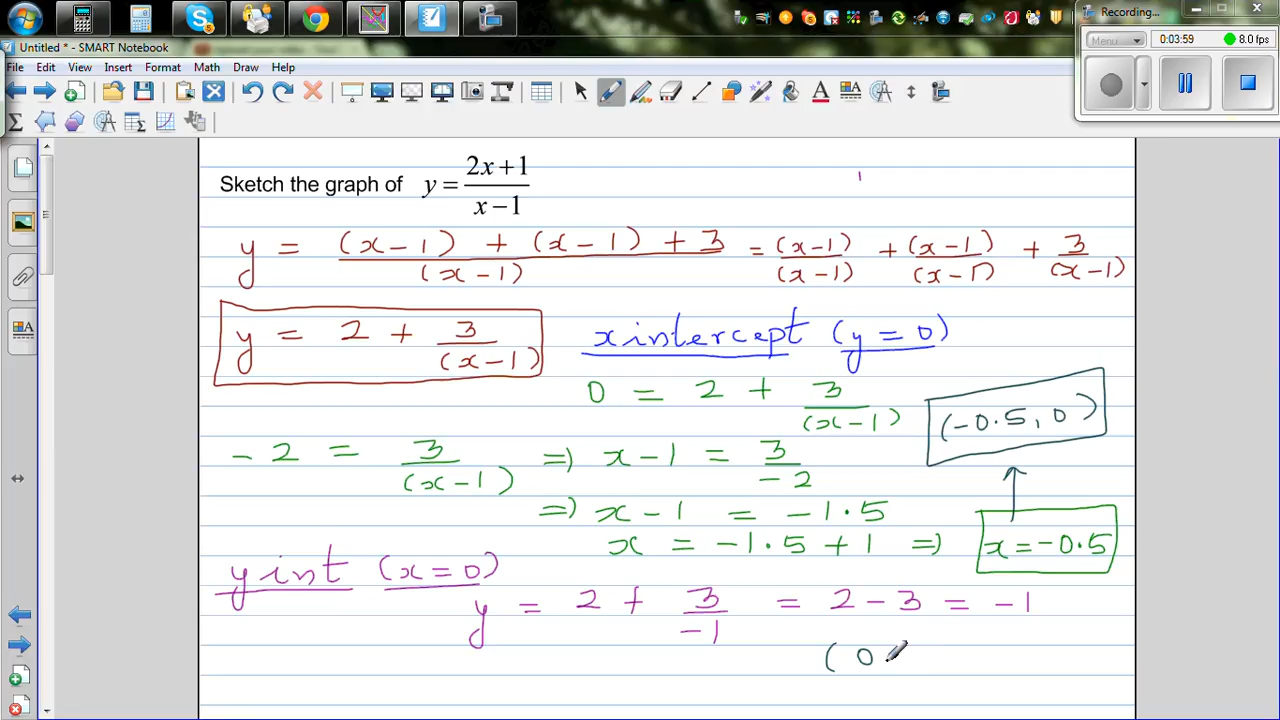 Recording...
Untitled * - SMART Notebook
Menu
00:03:59
8.0 fps
File Edit View Insert Format Math Draw Help
Sketch the graph of y = (2x+1)/(x−1)
y = ((x−1) + (x−1) + 3)/(x−1) = (x−1)/(x−1) + (x−1)/(x−1) + 3/(x−1)
y = 2 + 3/(x−1)
x intercept (y = 0)
0 = 2 + 3/(x−1)
(−0.5, 0)
−2 = 3/(x−1) ⇒ x−1 = 3/−2
⇒ x − 1 = −1.5
x = −1.5 + 1 ⇒ x = −0.5
y int (x = 0)
y = 2 + 3/−1 = 2 − 3 = −1
( 0